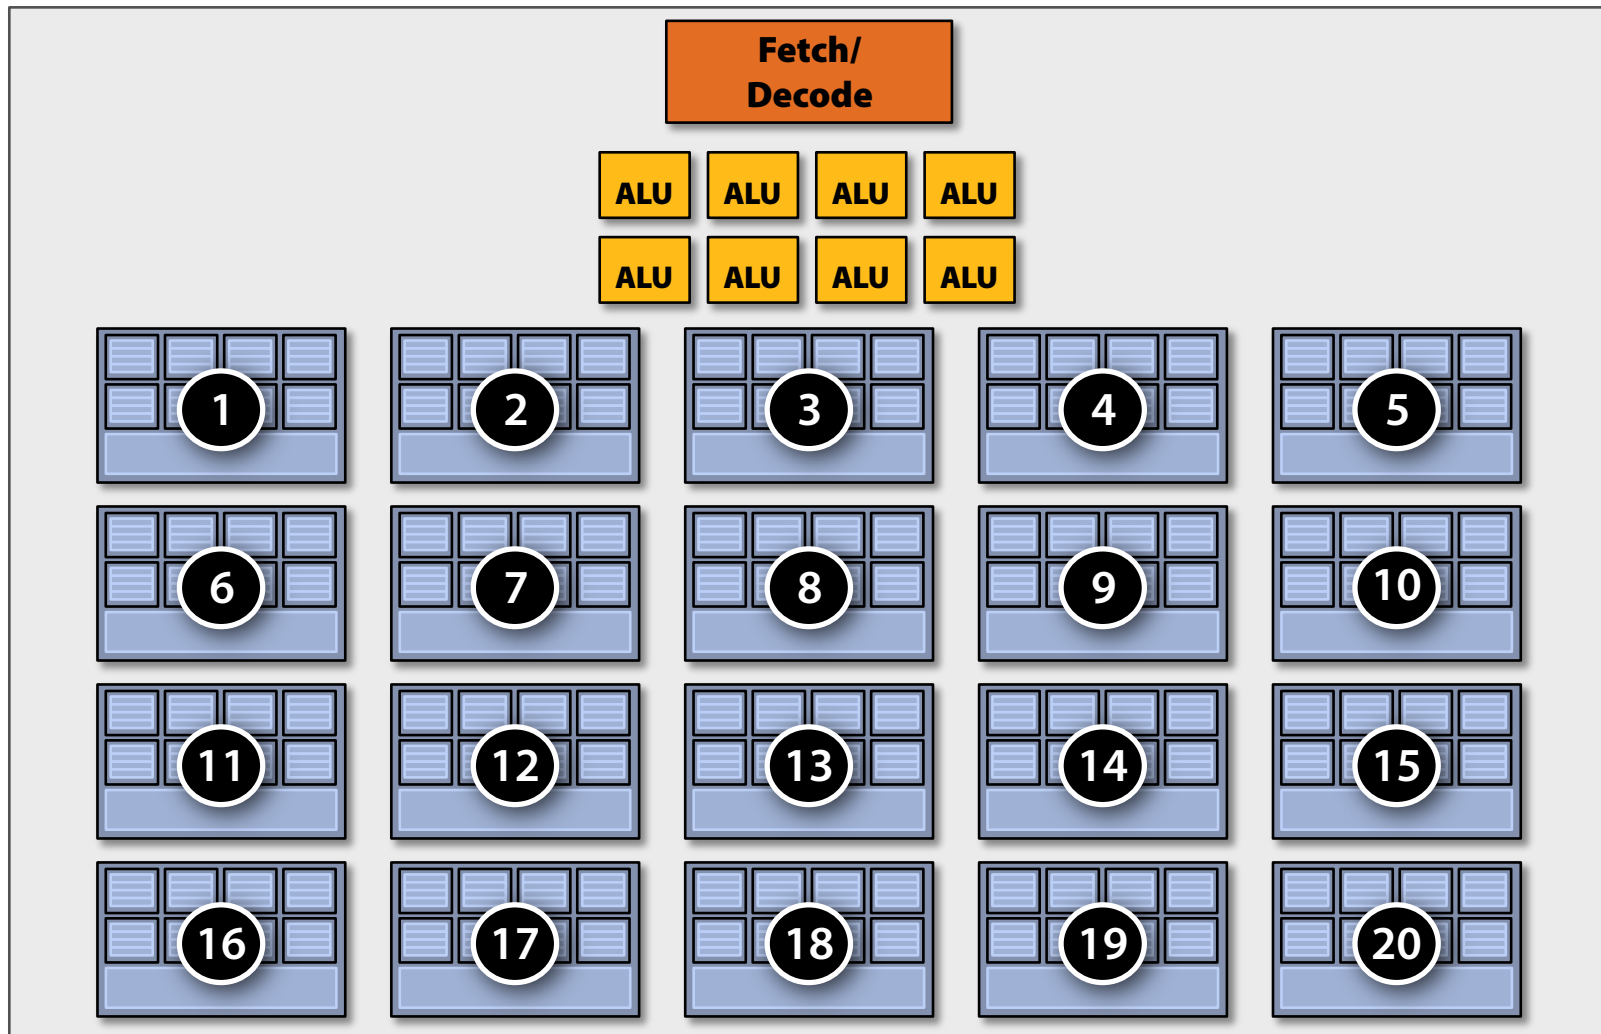 Fetch/
Decode
ALU ALU ALU ALU
ALU ALU ALU ALU
1 2 3 4 5
6 7 8 9 10
11 12 13 14 15
16 17 18 19 20